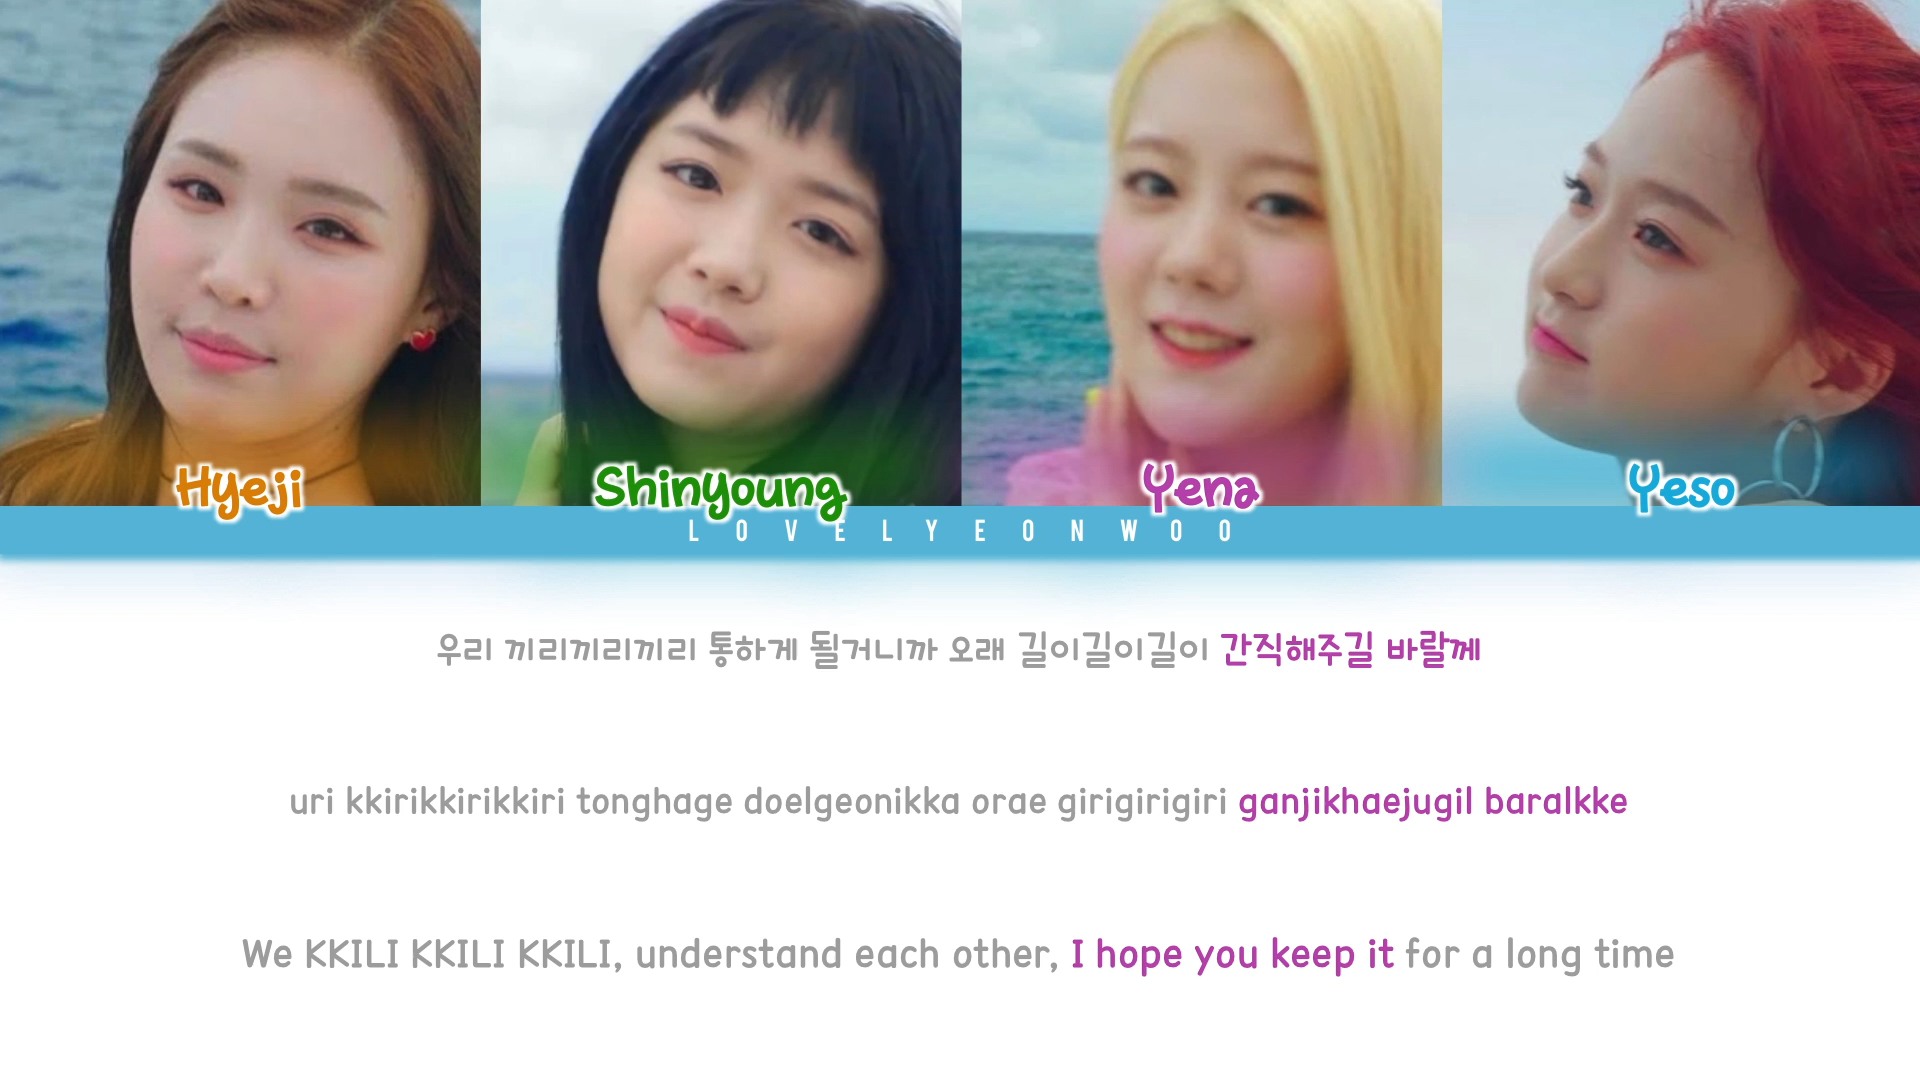 Hyeji Shinyoung Yena Yeso
LOVELYEONWOO
우리 끼리끼리끼리 통하게 될거니까 오래 길이길이길이 간직해주길 바랄께
uri kkirikkirikkiri tonghage doelgeonikka orae girigirigiri ganjikhaejugil baralkke
We KKILI KKILI KKILI, understand each other, I hope you keep it for a long time